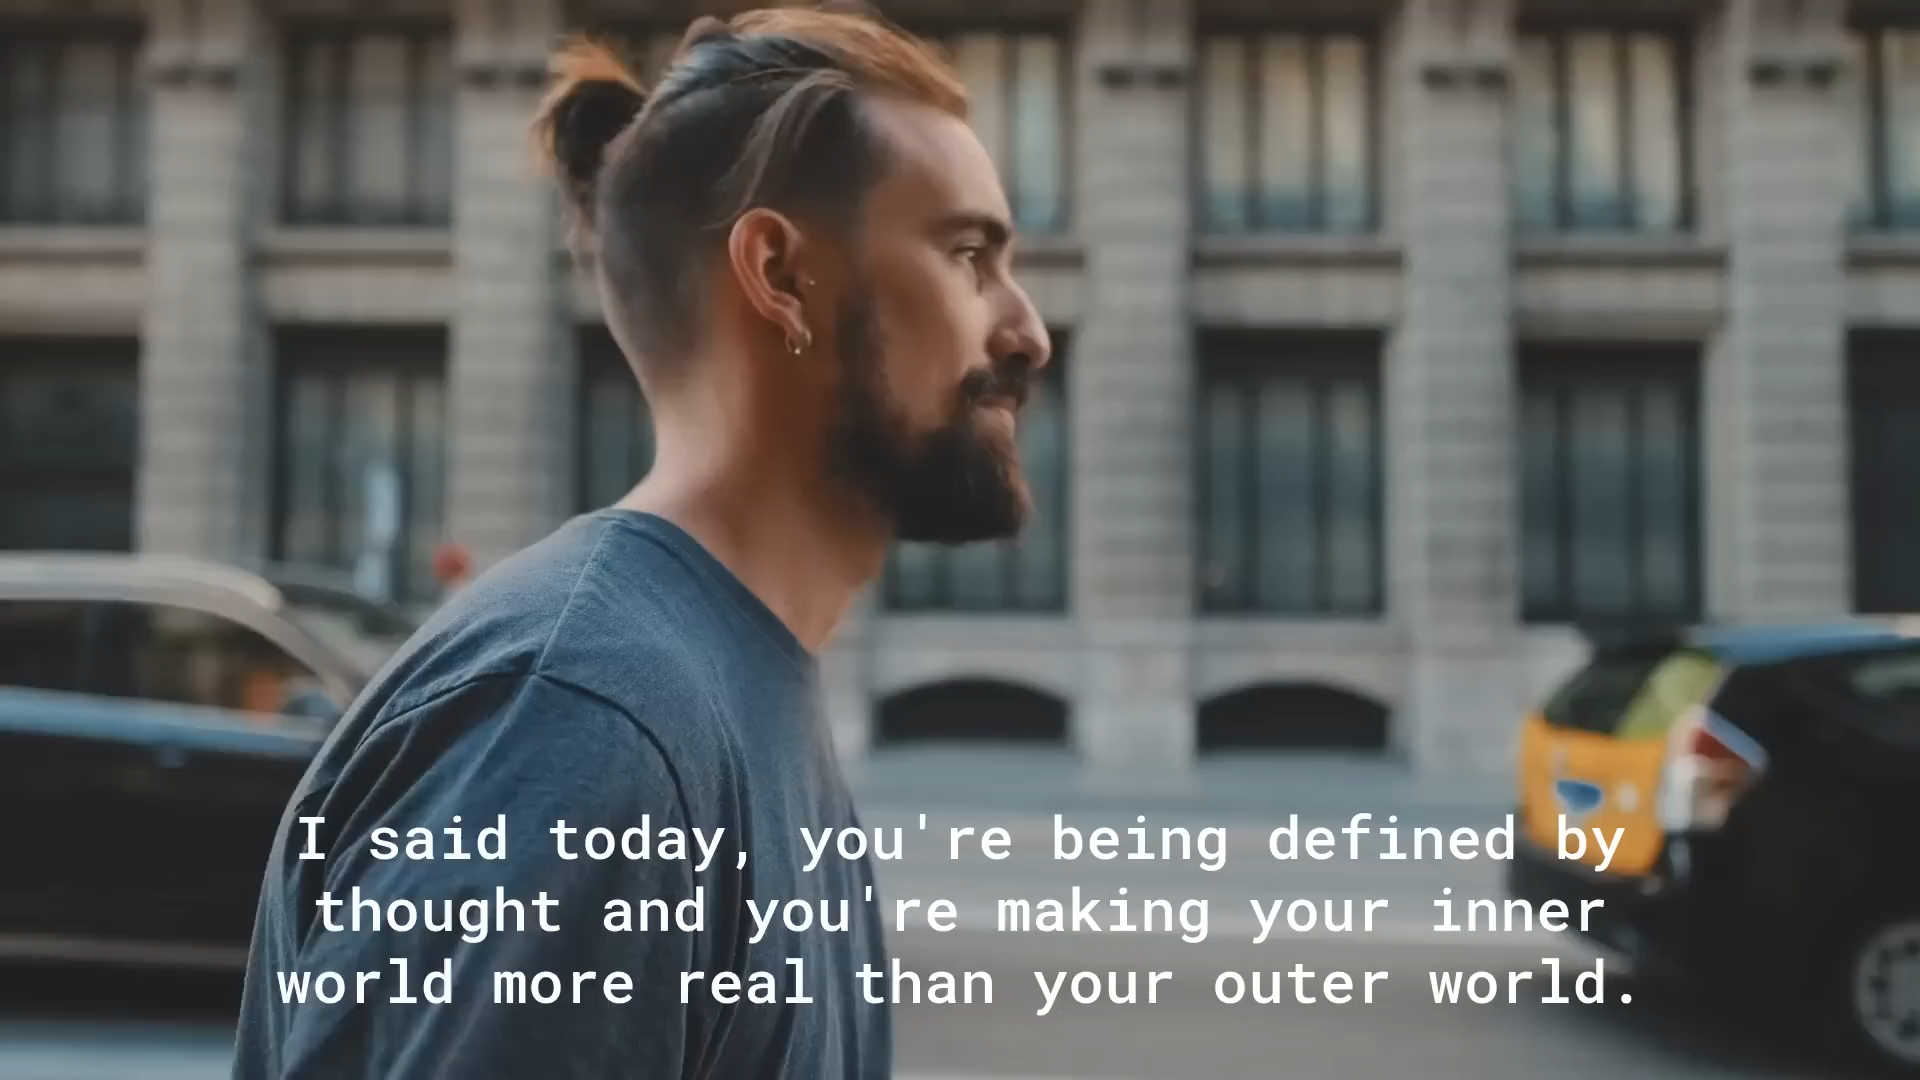 I said today, you're being defined by
thought and you're making your inner
world more real than your outer world.